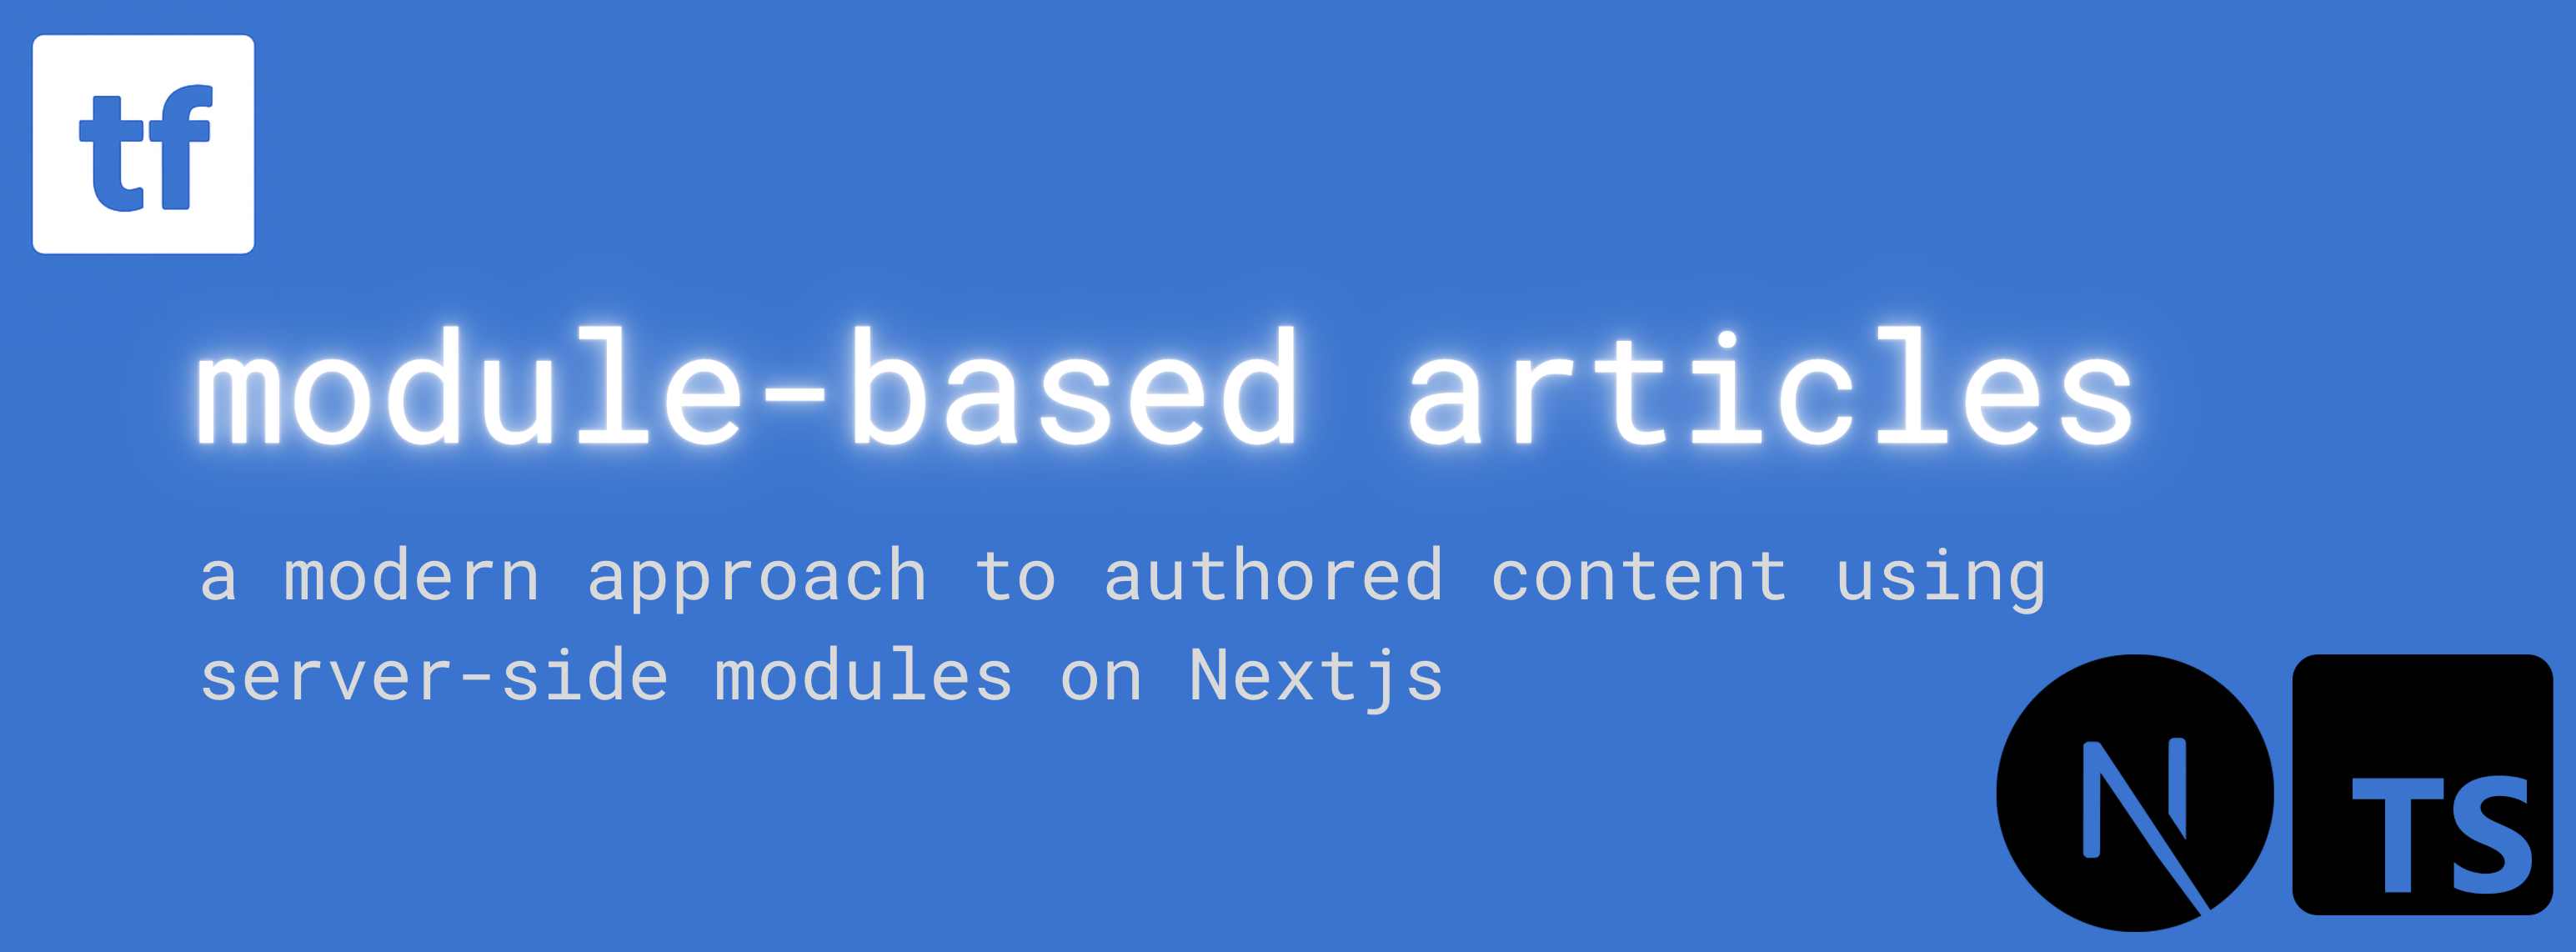 tf
module-based articles
a modern approach to authored content using
server-side modules on Nextjs
N
TS